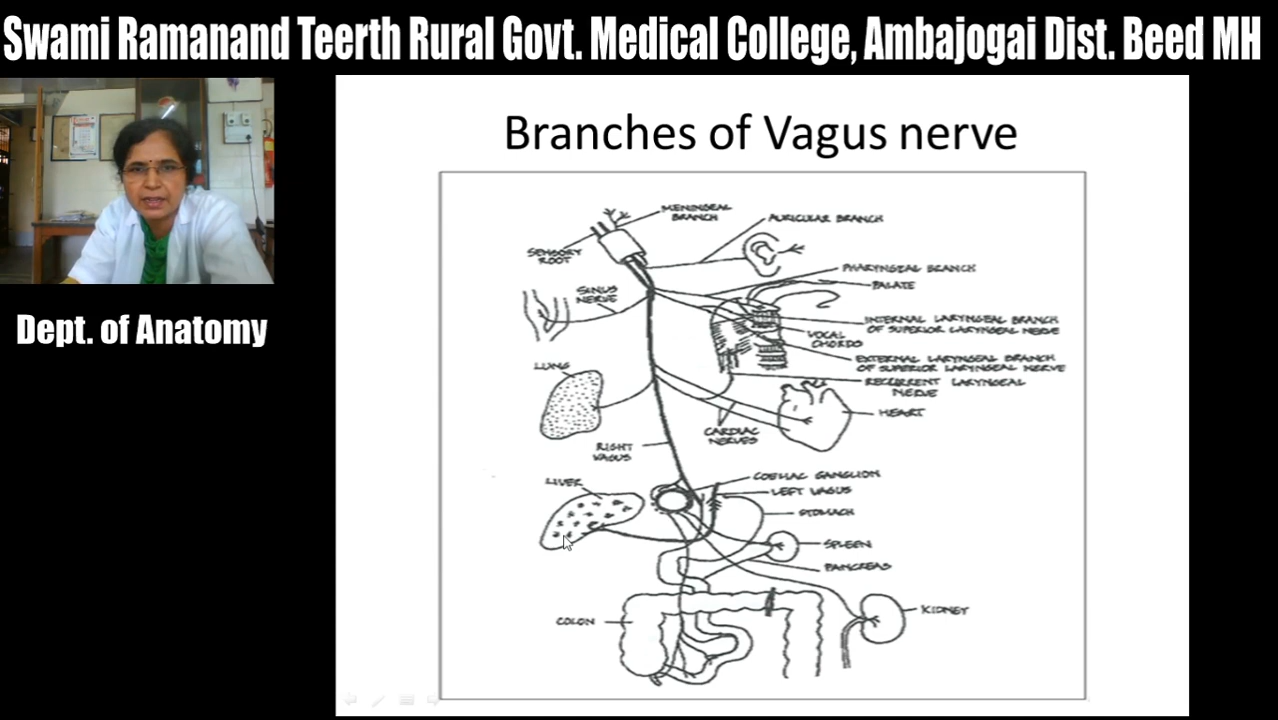 Swami Ramanand Teerth Rural Govt. Medical College, Ambajogai Dist. Beed MH
Dept. of Anatomy
Branches of Vagus nerve
MENINGEAL
BRANCH
AURICULAR BRANCH
SENSORY
ROOT
PHARYNGEAL BRANCH
PALATE
SINUS
NERVE
INTERNAL LARYNGEAL BRANCH
OF SUPERIOR LARYNGEAL NERVE
VOCAL
CHORDS
EXTERNAL LARYNGEAL BRANCH
OF SUPERIOR LARYNGEAL NERVE
LUNG
RECURRENT LARYNGEAL
NERVE
HEART
CARDIAC
NERVES
RIGHT
VAGUS
COELIAC GANGLION
LIVER
LEFT VAGUS
STOMACH
SPLEEN
PANCREAS
KIDNEY
COLON